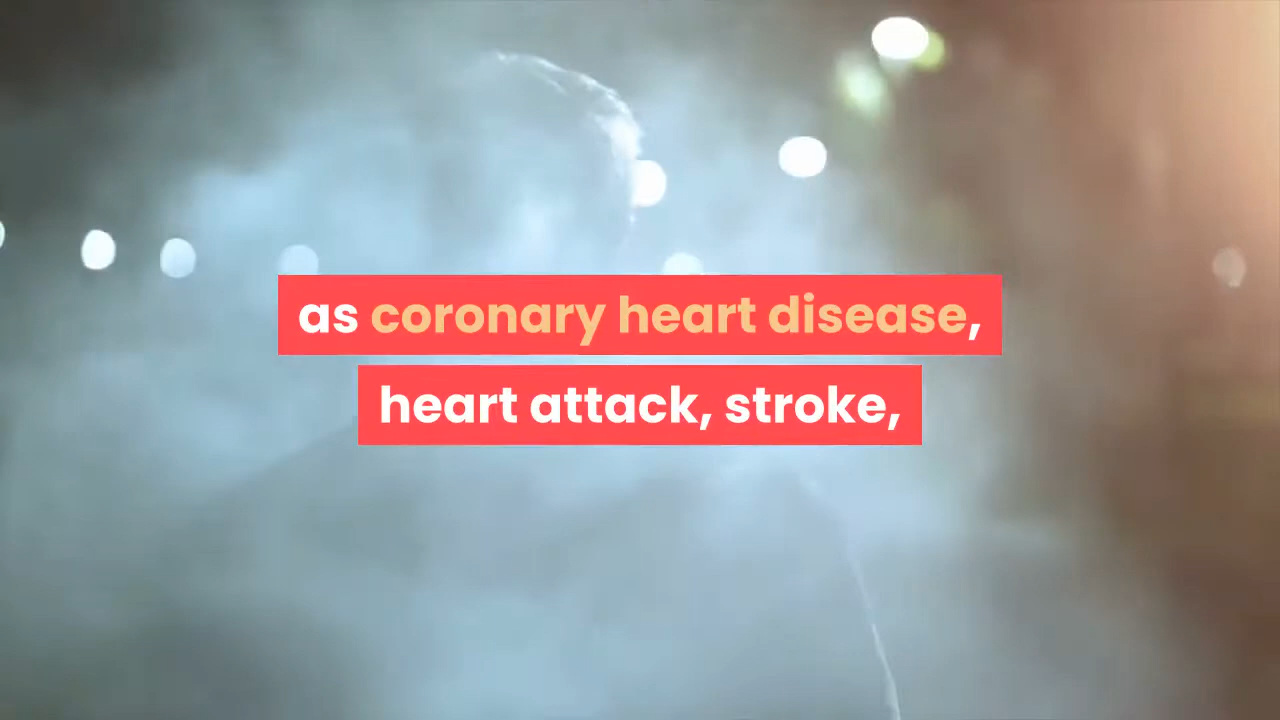 as coronary heart disease,
heart attack, stroke,